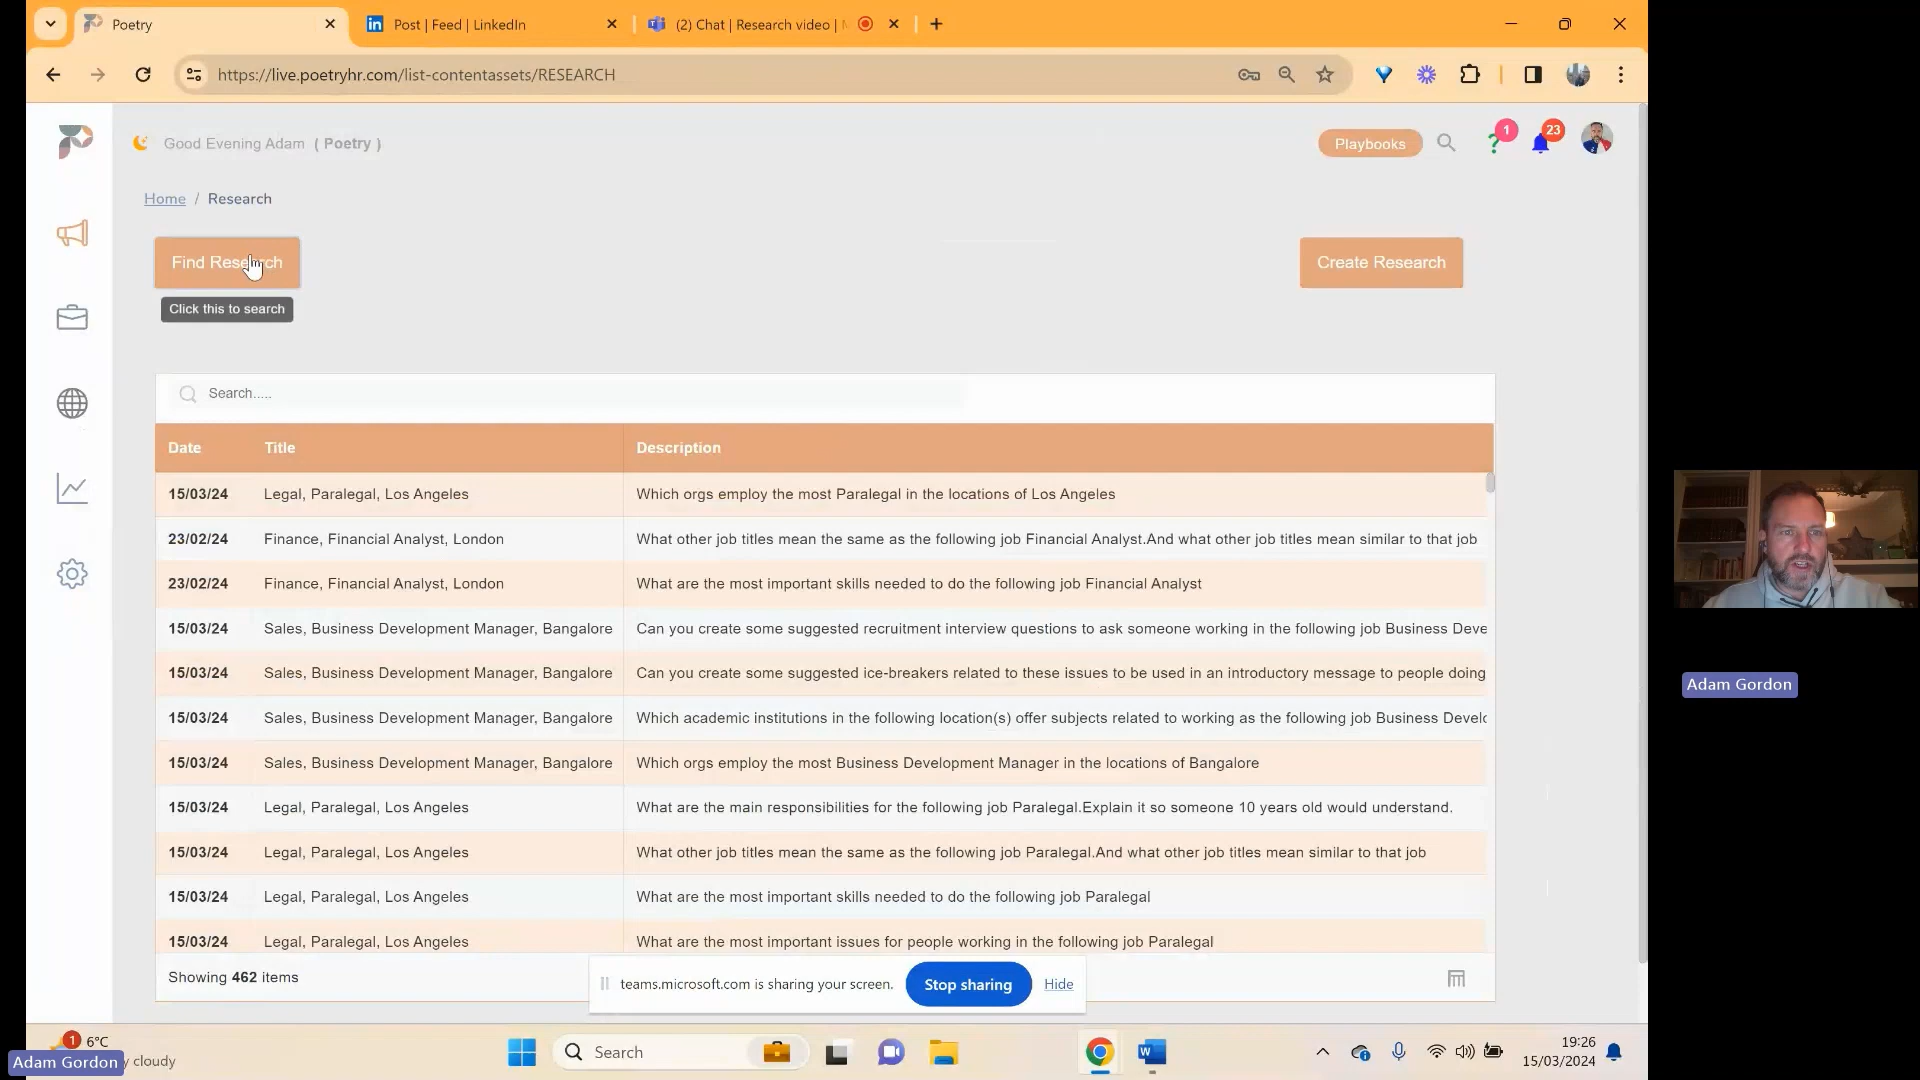 Poetry
Post | Feed | LinkedIn
(2) Chat | Research video |
https://live.poetryhr.com/list-contentassets/RESEARCH
Good Evening Adam ( Poetry )
Playbooks
1
23
Home / Research
Find Research
Create Research
Click this to search
Search.....
Date Title Description
15/03/24 Legal, Paralegal, Los Angeles Which orgs employ the most Paralegal in the locations of Los Angeles
23/02/24 Finance, Financial Analyst, London What other job titles mean the same as the following job Financial Analyst.And what other job titles mean similar to that job
23/02/24 Finance, Financial Analyst, London What are the most important skills needed to do the following job Financial Analyst
15/03/24 Sales, Business Development Manager, Bangalore Can you create some suggested recruitment interview questions to ask someone working in the following job Business Deve
15/03/24 Sales, Business Development Manager, Bangalore Can you create some suggested ice-breakers related to these issues to be used in an introductory message to people doing
15/03/24 Sales, Business Development Manager, Bangalore Which academic institutions in the following location(s) offer subjects related to working as the following job Business Develo
15/03/24 Sales, Business Development Manager, Bangalore Which orgs employ the most Business Development Manager in the locations of Bangalore
15/03/24 Legal, Paralegal, Los Angeles What are the main responsibilities for the following job Paralegal.Explain it so someone 10 years old would understand.
15/03/24 Legal, Paralegal, Los Angeles What other job titles mean the same as the following job Paralegal.And what other job titles mean similar to that job
15/03/24 Legal, Paralegal, Los Angeles What are the most important skills needed to do the following job Paralegal
15/03/24 Legal, Paralegal, Los Angeles What are the most important issues for people working in the following job Paralegal
Showing 462 items
teams.microsoft.com is sharing your screen. Stop sharing Hide
Adam Gordon
1
6°C
y cloudy
Adam Gordon
Search
19:26
15/03/2024